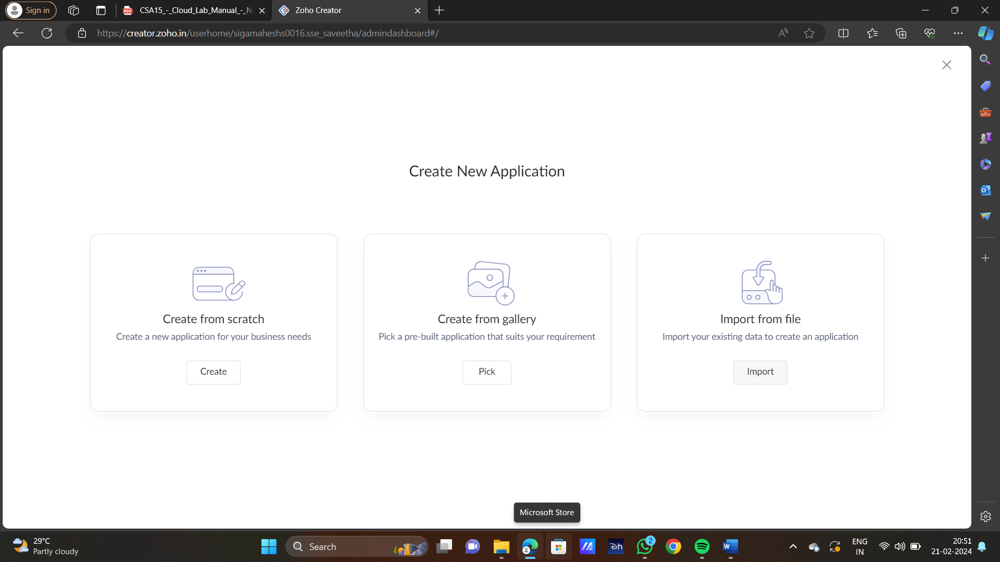 Sign in
CSA15_-_Cloud_Lab_Manual_-_N
Zoho Creator
https://creator.zoho.in/userhome/sigamaheshs0016.sse_saveetha/admindashboard#/
Create New Application
Create from scratch
Create a new application for your business needs
Create
Create from gallery
Pick a pre-built application that suits your requirement
Pick
Import from file
Import your existing data to create an application
Import
Microsoft Store
29°C
Partly cloudy
Search
2
ENG
IN
20:51
21-02-2024